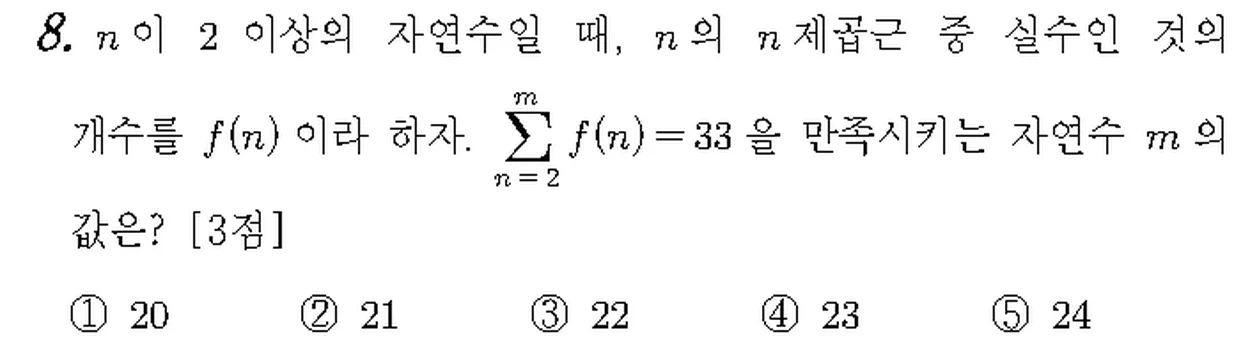 8. n이 2 이상의 자연수일 때, n의 n제곱근 중 실수인 것의
개수를 f(n)이라 하자. \sum_{n=2}^{m} f(n)=33을 만족시키는 자연수 m의
값은? [3점]
① 20 ② 21 ③ 22 ④ 23 ⑤ 24